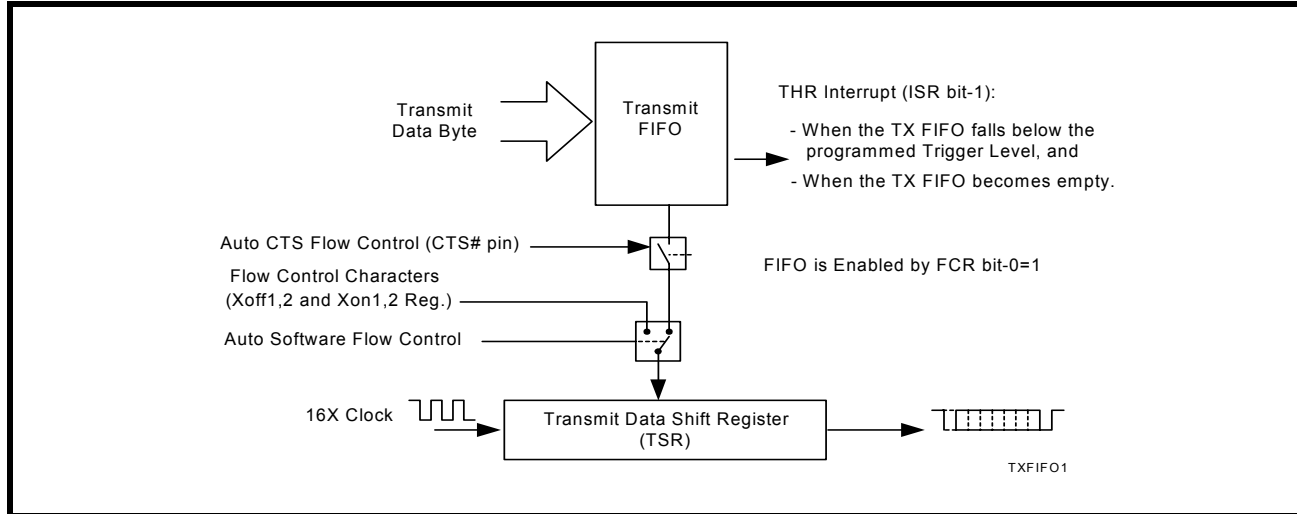 Transmit
Data Byte
Transmit
FIFO
THR Interrupt (ISR bit-1):
- When the TX FIFO falls below the
programmed Trigger Level, and
- When the TX FIFO becomes empty.
Auto CTS Flow Control (CTS# pin)
FIFO is Enabled by FCR bit-0=1
Flow Control Characters
(Xoff1,2 and Xon1,2 Reg.)
Auto Software Flow Control
16X Clock
Transmit Data Shift Register
(TSR)
TXFIFO1